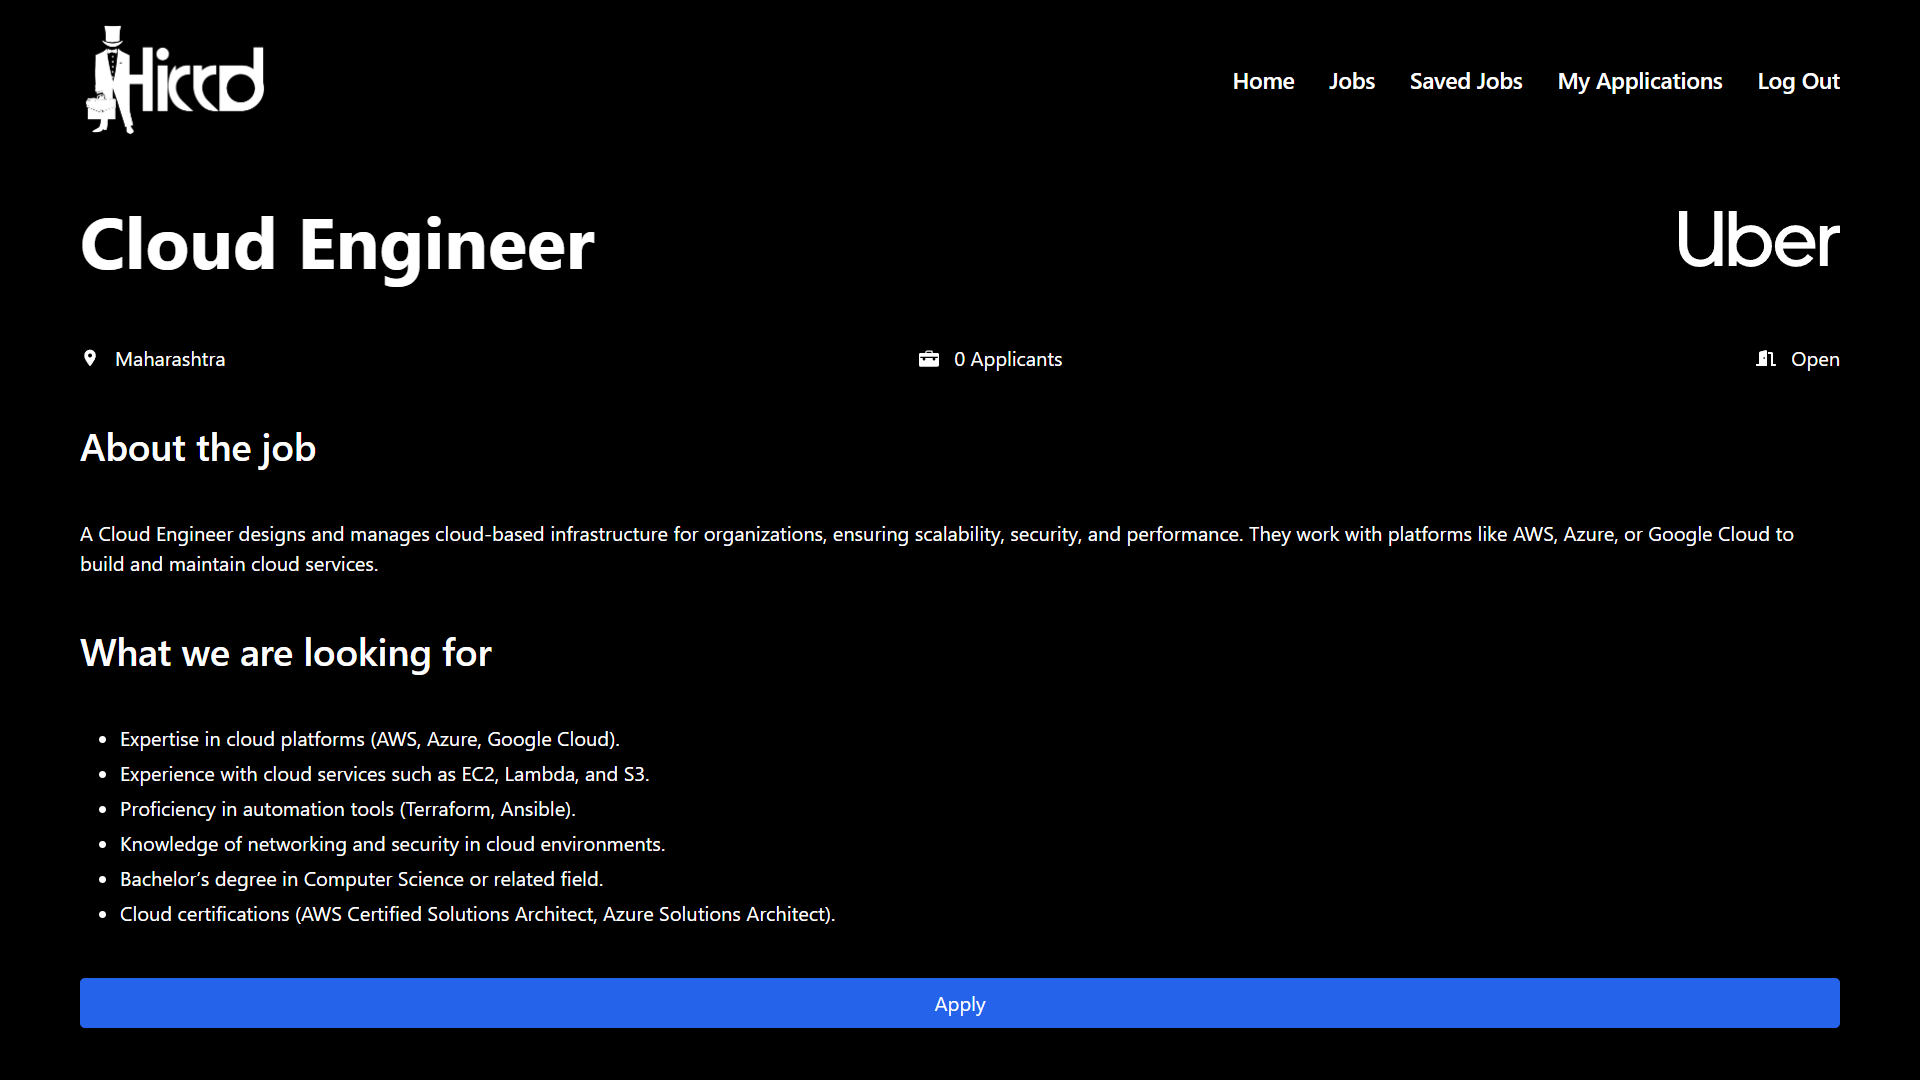 Hiccd
Home Jobs Saved Jobs My Applications Log Out
Cloud Engineer
Uber
Maharashtra 0 Applicants Open
About the job
A Cloud Engineer designs and manages cloud-based infrastructure for organizations, ensuring scalability, security, and performance. They work with platforms like AWS, Azure, or Google Cloud to
build and maintain cloud services.
What we are looking for
• Expertise in cloud platforms (AWS, Azure, Google Cloud).
• Experience with cloud services such as EC2, Lambda, and S3.
• Proficiency in automation tools (Terraform, Ansible).
• Knowledge of networking and security in cloud environments.
• Bachelor’s degree in Computer Science or related field.
• Cloud certifications (AWS Certified Solutions Architect, Azure Solutions Architect).
Apply